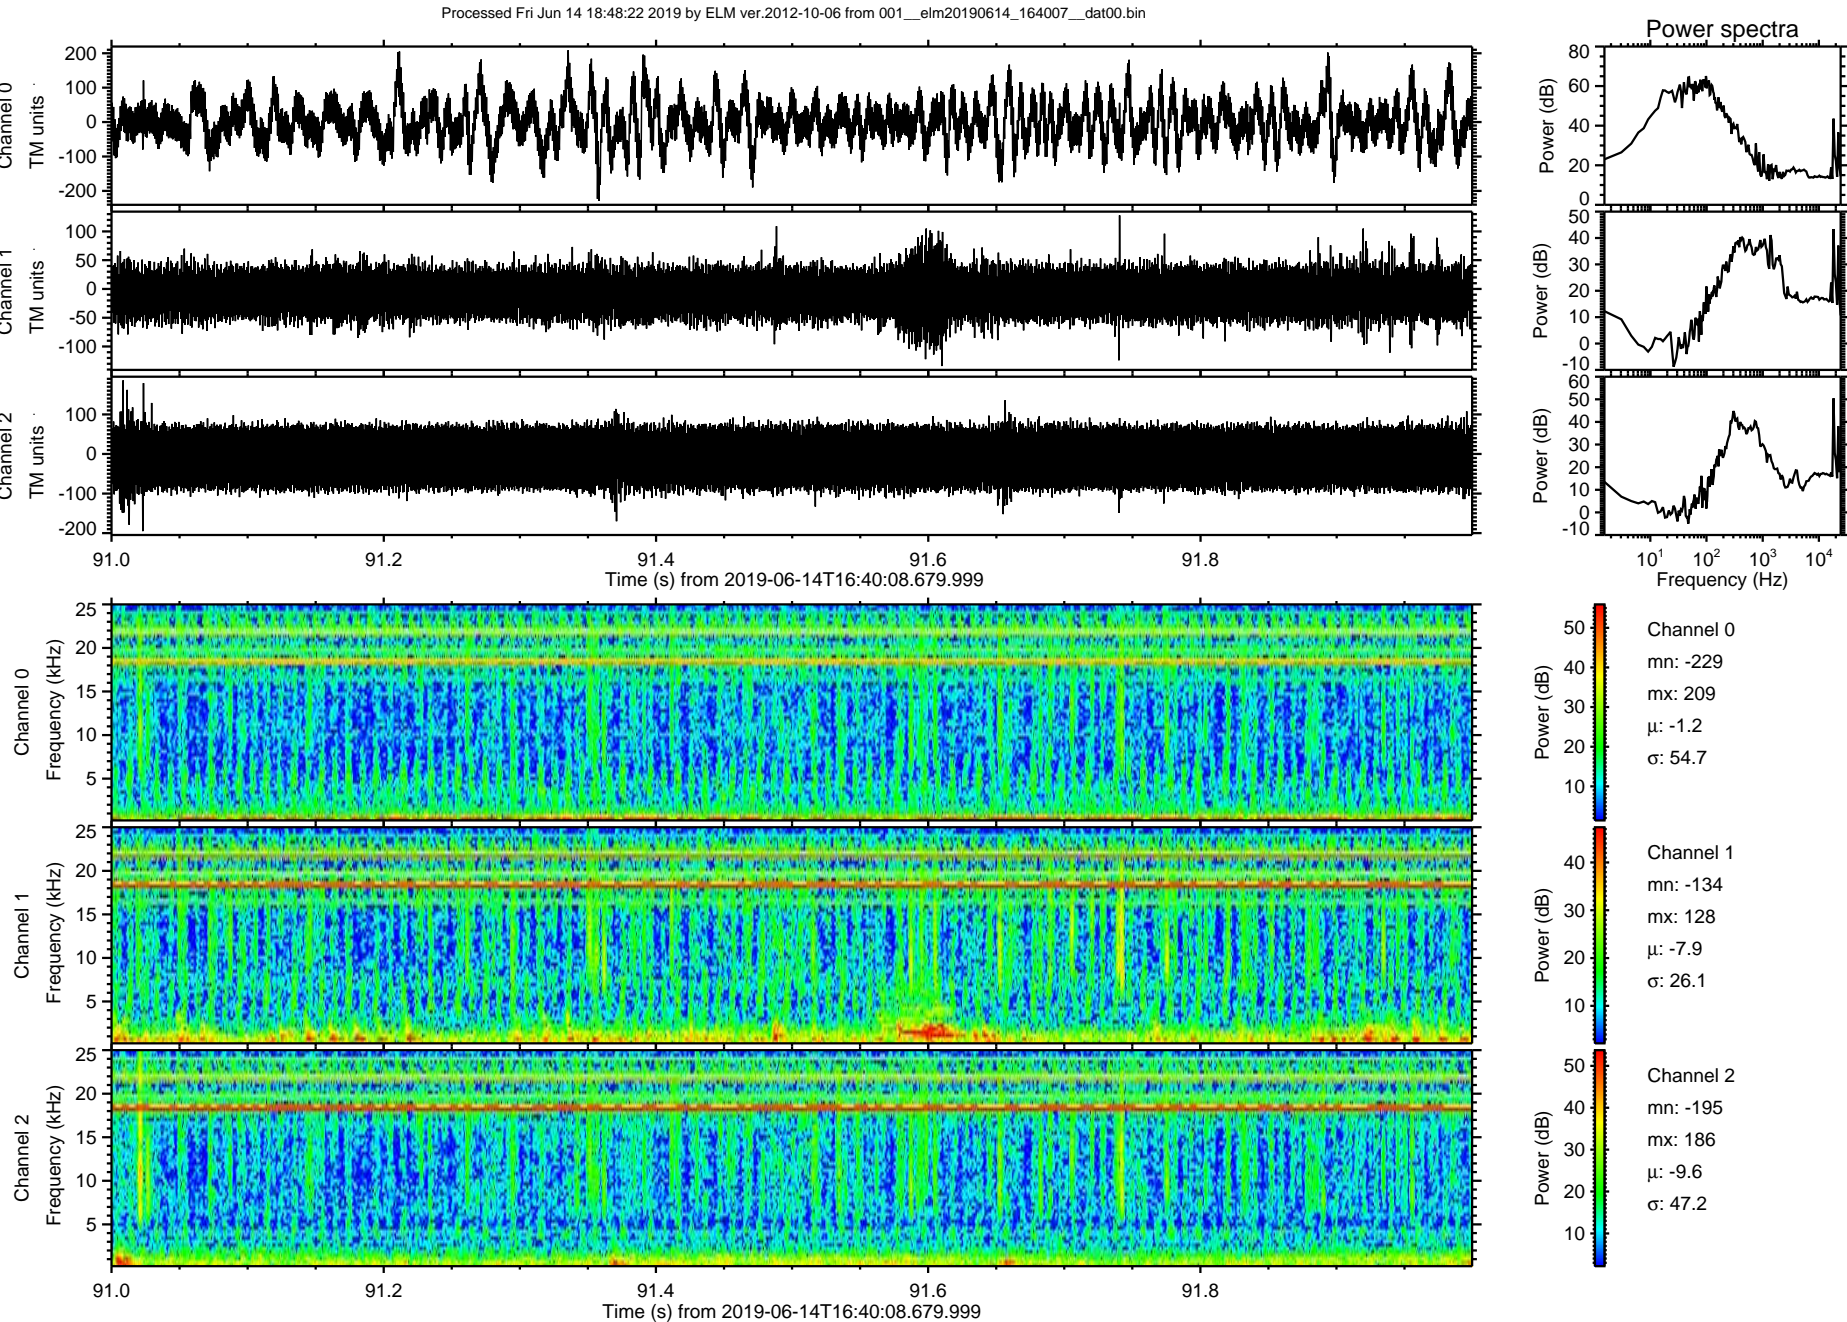 Processed Fri Jun 14 18:48:22 2019 by ELM ver.2012-10-06 from 001__elm20190614_164007__dat00.bin
Power spectra
Channel 0
TM units
200
100
0
-100
-200
Power (dB)
80
60
40
20
0
Channel 1
TM units
100
50
0
-50
-100
Power (dB)
50
40
30
20
10
0
-10
Channel 2
TM units
100
0
-100
-200
Power (dB)
60
50
40
30
20
10
0
-10
91.0 91.2 91.4 91.6 91.8
Time (s) from 2019-06-14T16:40:08.679.999
10¹ 10² 10³ 10⁴
Frequency (Hz)
Channel 0
Frequency (kHz)
25
20
15
10
5
Power (dB)
50
40
30
20
10
Channel 0
mn: -229
mx: 209
μ: -1.2
σ: 54.7
Channel 1
Frequency (kHz)
25
20
15
10
5
Power (dB)
40
30
20
10
Channel 1
mn: -134
mx: 128
μ: -7.9
σ: 26.1
Channel 2
Frequency (kHz)
25
20
15
10
5
Power (dB)
50
40
30
20
10
Channel 2
mn: -195
mx: 186
μ: -9.6
σ: 47.2
91.0 91.2 91.4 91.6 91.8
Time (s) from 2019-06-14T16:40:08.679.999